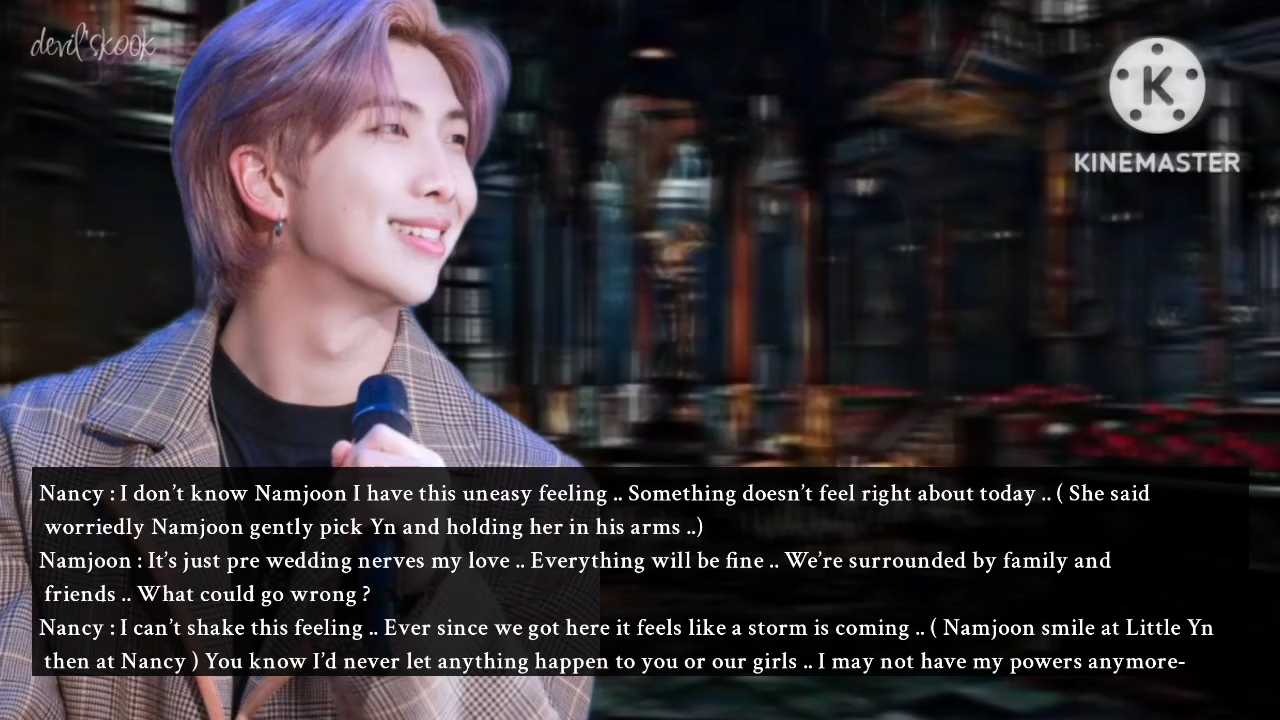 devil'skook
K
KINEMASTER
Nancy : I don't know Namjoon I have this uneasy feeling .. Something doesn't feel right about today .. ( She said
worriedly Namjoon gently pick Yn and holding her in his arms ..)
Namjoon : It's just pre wedding nerves my love .. Everything will be fine .. We're surrounded by family and
friends .. What could go wrong ?
Nancy : I can't shake this feeling .. Ever since we got here it feels like a storm is coming .. ( Namjoon smile at Little Yn
then at Nancy ) You know I'd never let anything happen to you or our girls .. I may not have my powers anymore-